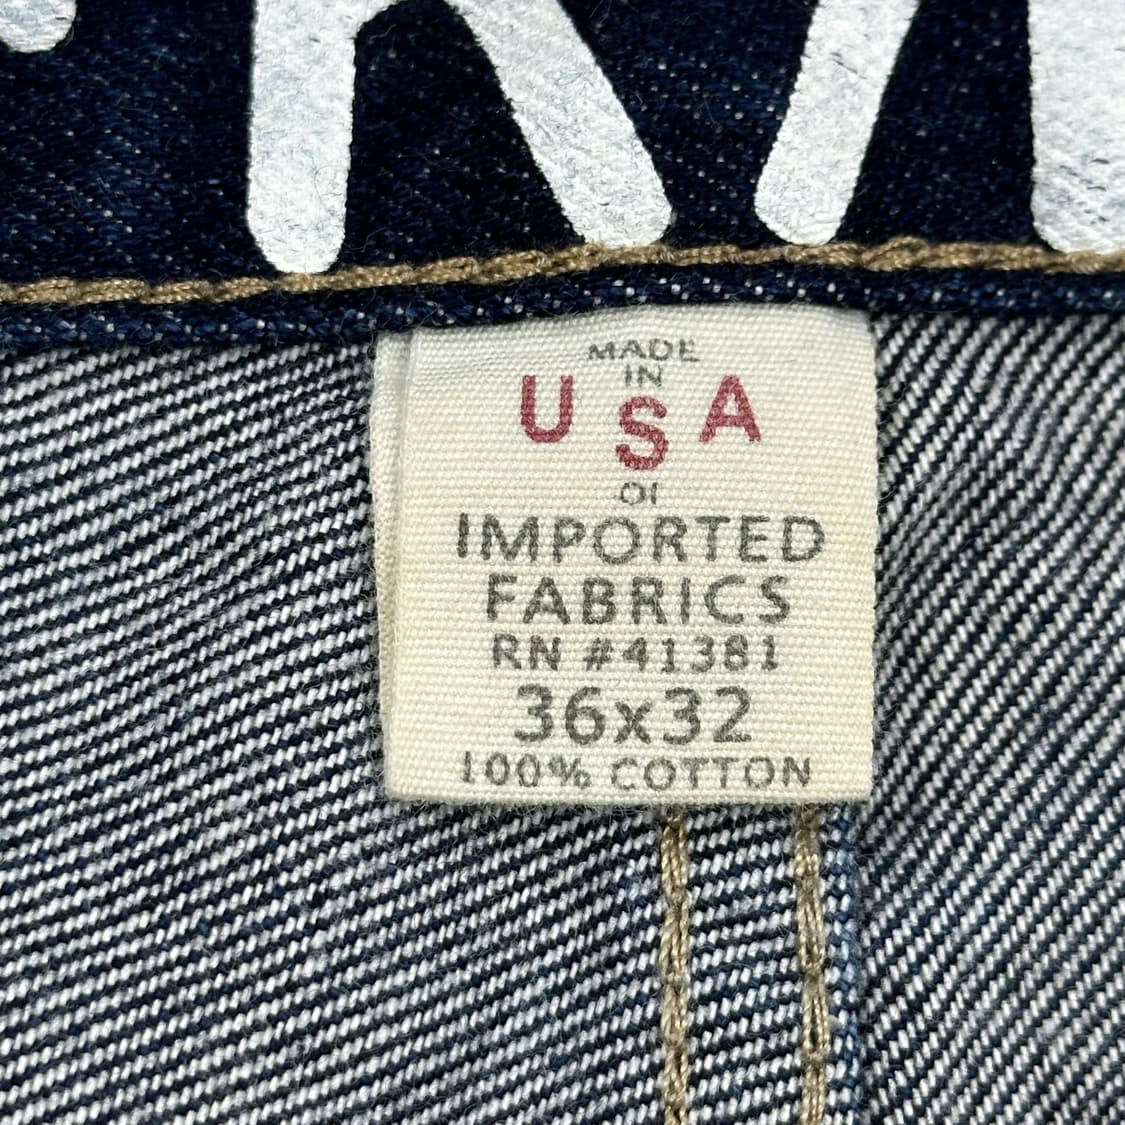 MADE
IN
USA
OF
IMPORTED
FABRICS
RN #41381
36x32
100% COTTON